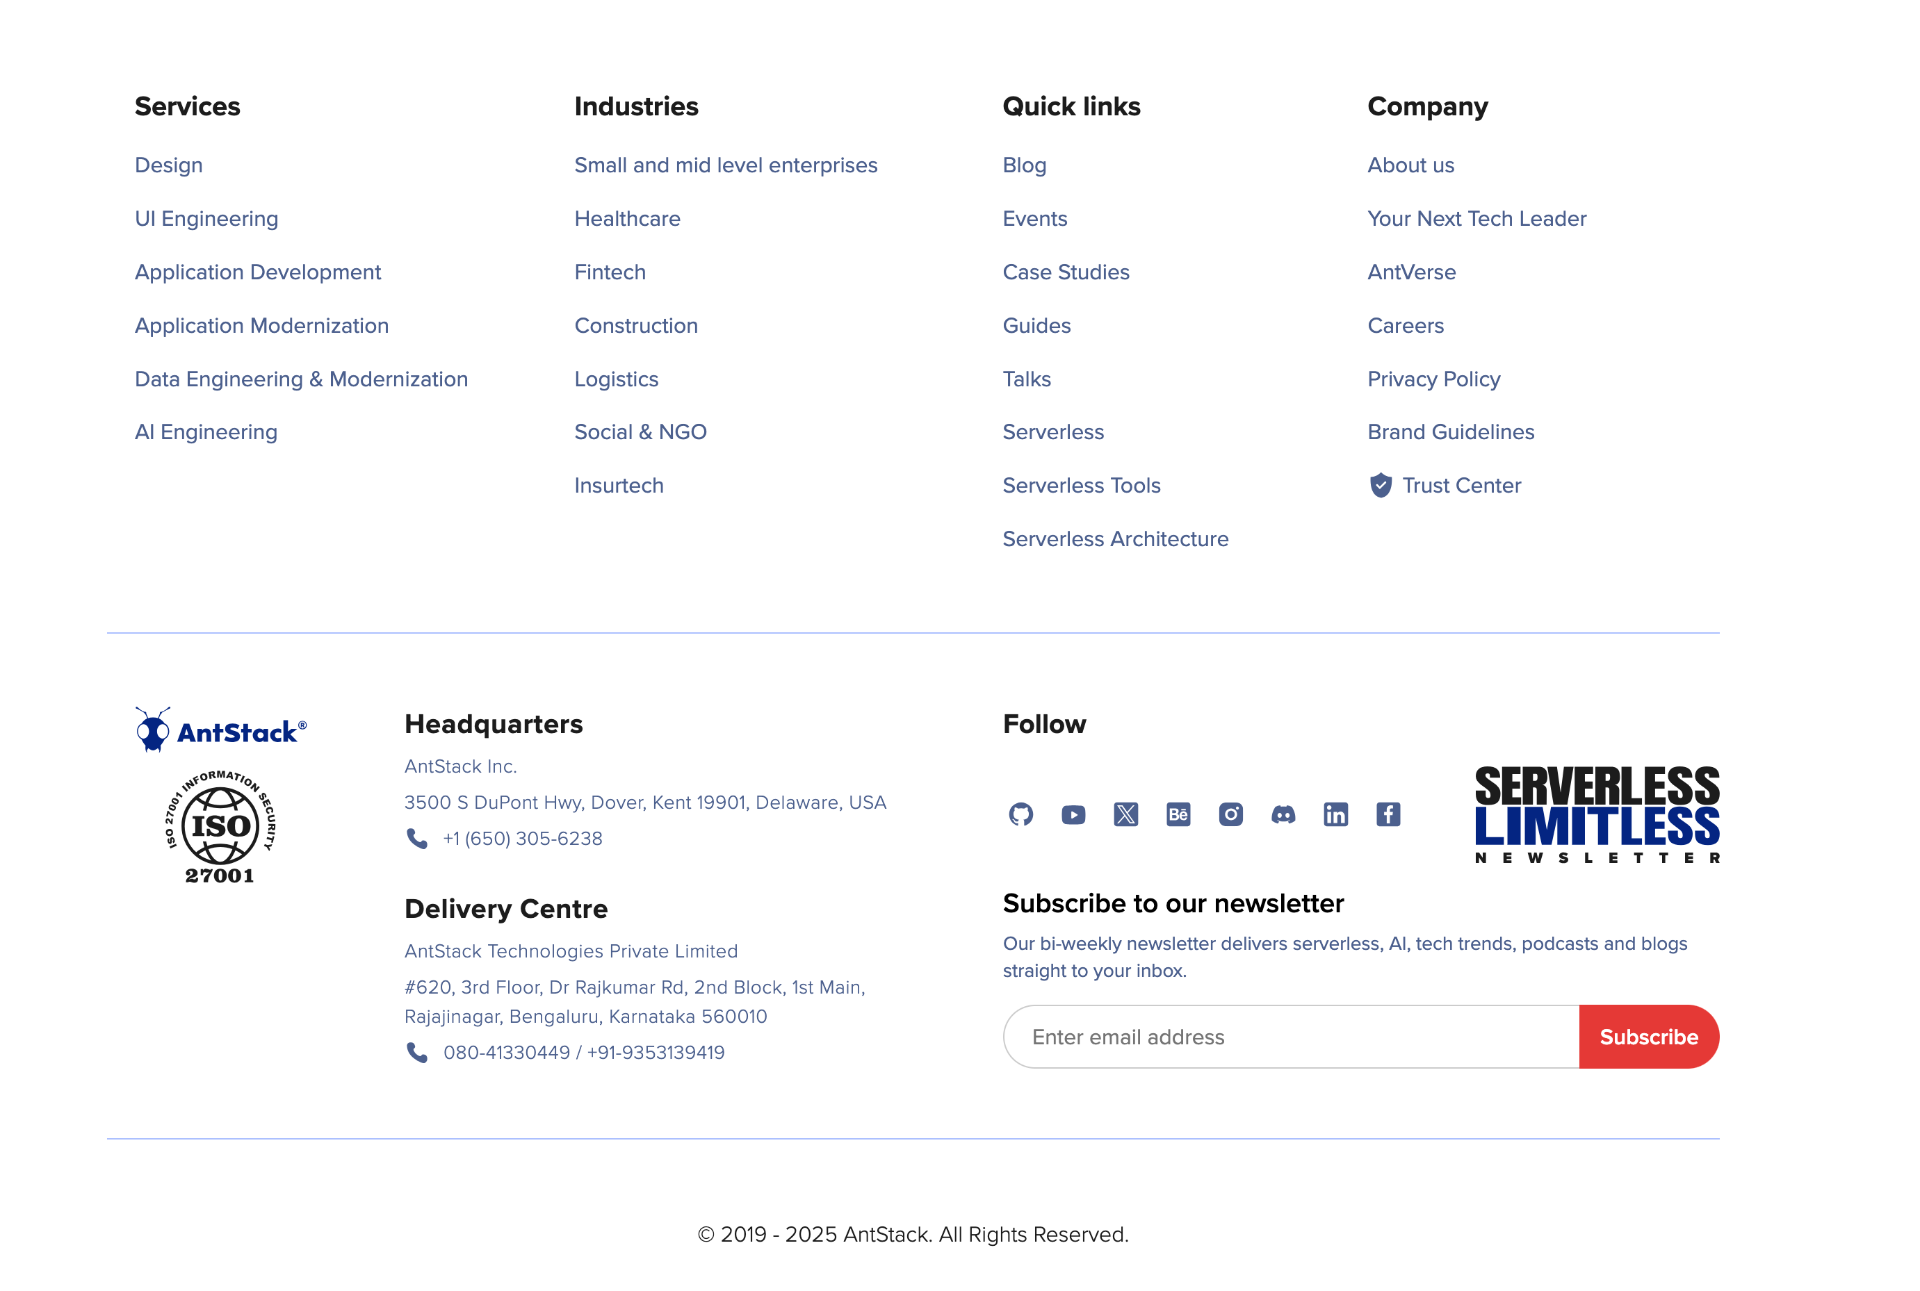 Services
Design
UI Engineering
Application Development
Application Modernization
Data Engineering & Modernization
AI Engineering
Industries
Small and mid level enterprises
Healthcare
Fintech
Construction
Logistics
Social & NGO
Insurtech
Quick links
Blog
Events
Case Studies
Guides
Talks
Serverless
Serverless Tools
Serverless Architecture
Company
About us
Your Next Tech Leader
AntVerse
Careers
Privacy Policy
Brand Guidelines
Trust Center
AntStack®
ISO 27001 INFORMATION SECURITY
ISO
27001
Headquarters
AntStack Inc.
3500 S DuPont Hwy, Dover, Kent 19901, Delaware, USA
+1 (650) 305-6238
Delivery Centre
AntStack Technologies Private Limited
#620, 3rd Floor, Dr Rajkumar Rd, 2nd Block, 1st Main,
Rajajinagar, Bengaluru, Karnataka 560010
080-41330449 / +91-9353139419
Follow
Bē
in
SERVERLESS
LIMITLESS
NEWSLETTER
Subscribe to our newsletter
Our bi-weekly newsletter delivers serverless, AI, tech trends, podcasts and blogs
straight to your inbox.
Enter email address
Subscribe
© 2019 - 2025 AntStack. All Rights Reserved.